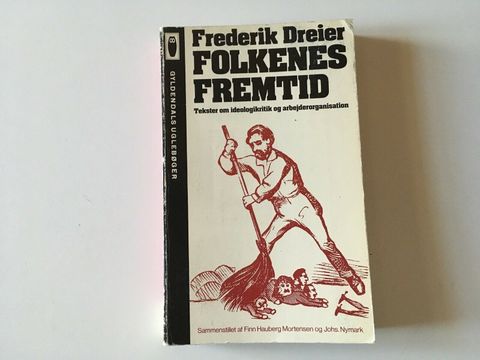 Frederik Dreier
FOLKENES
FREMTID
Tekster om ideologikritik og arbejderorganisation
GYLDENDALS UGLEBØGER
Sammenstillet af Finn Hauberg Mortensen og Johs. Nymark